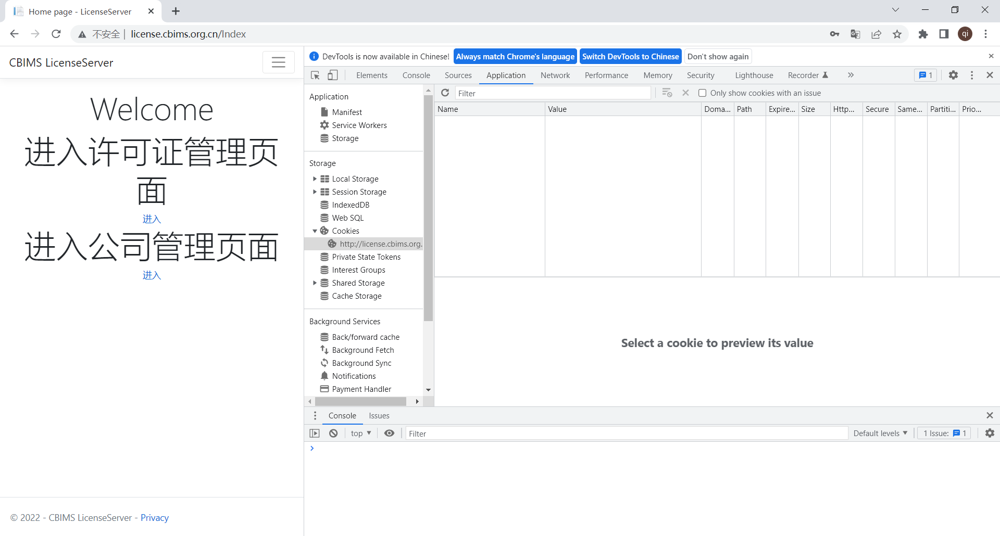 Home page - LicenseServer
不安全 | license.cbims.org.cn/Index
qi
CBIMS LicenseServer
Welcome
进入许可证管理页
面
进入
进入公司管理页面
进入
© 2022 - CBIMS LicenseServer - Privacy
DevTools is now available in Chinese! Always match Chrome's language Switch DevTools to Chinese Don't show again
Elements Console Sources Application Network Performance Memory Security Lighthouse Recorder 1
Application
Manifest
Service Workers
Storage
Storage
Local Storage
Session Storage
IndexedDB
Web SQL
Cookies
http://license.cbims.org.
Private State Tokens
Interest Groups
Shared Storage
Cache Storage
Background Services
Back/forward cache
Background Fetch
Background Sync
Notifications
Payment Handler
Filter Only show cookies with an issue
Name Value Doma... Path Expire... Size Http... Secure Same... Partiti... Prio...
Select a cookie to preview its value
Console Issues
top Filter Default levels 1 Issue: 1